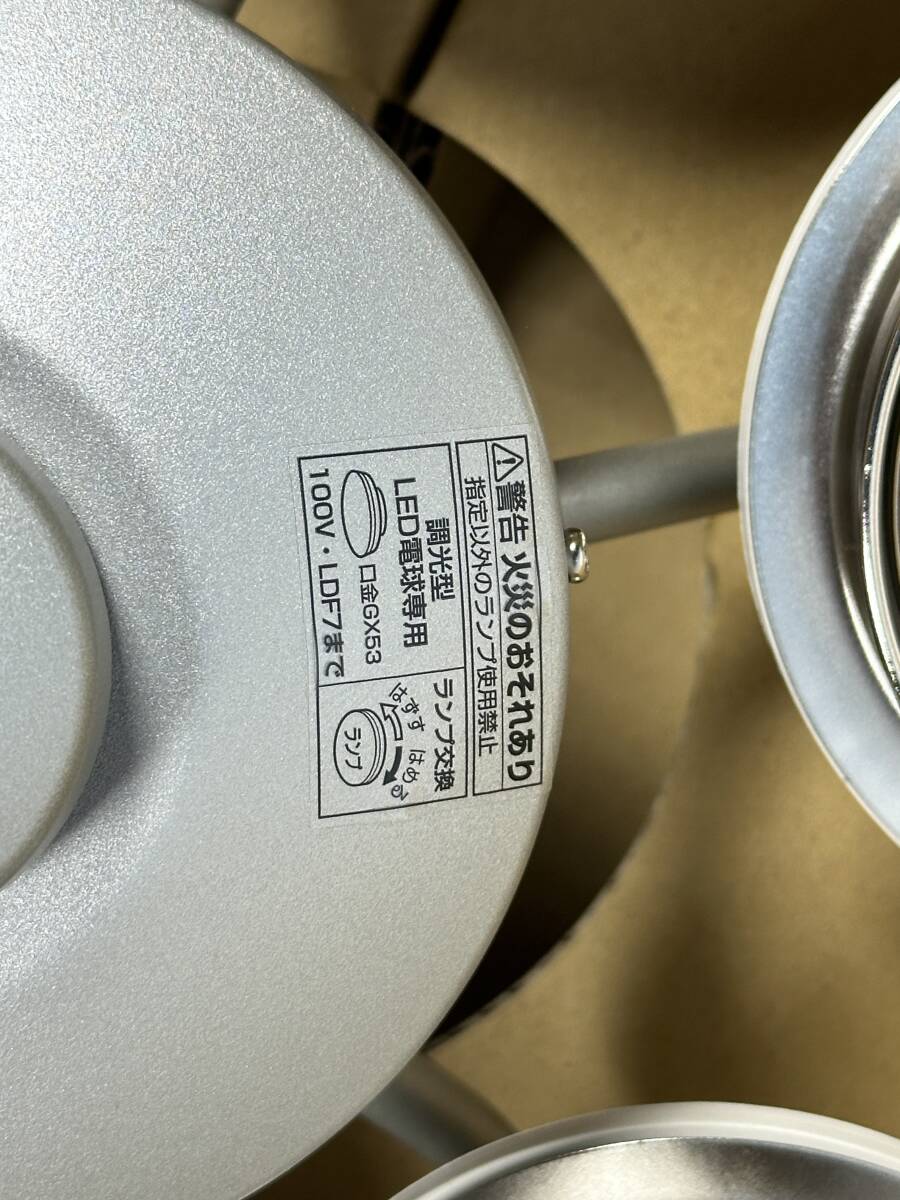 ⚠警告 火災のおそれあり
指定以外のランプ使用禁止
調光型
LED電球専用
口金GX53
100V・LDF7まで
ランプ交換
はずす はめる
ランプ